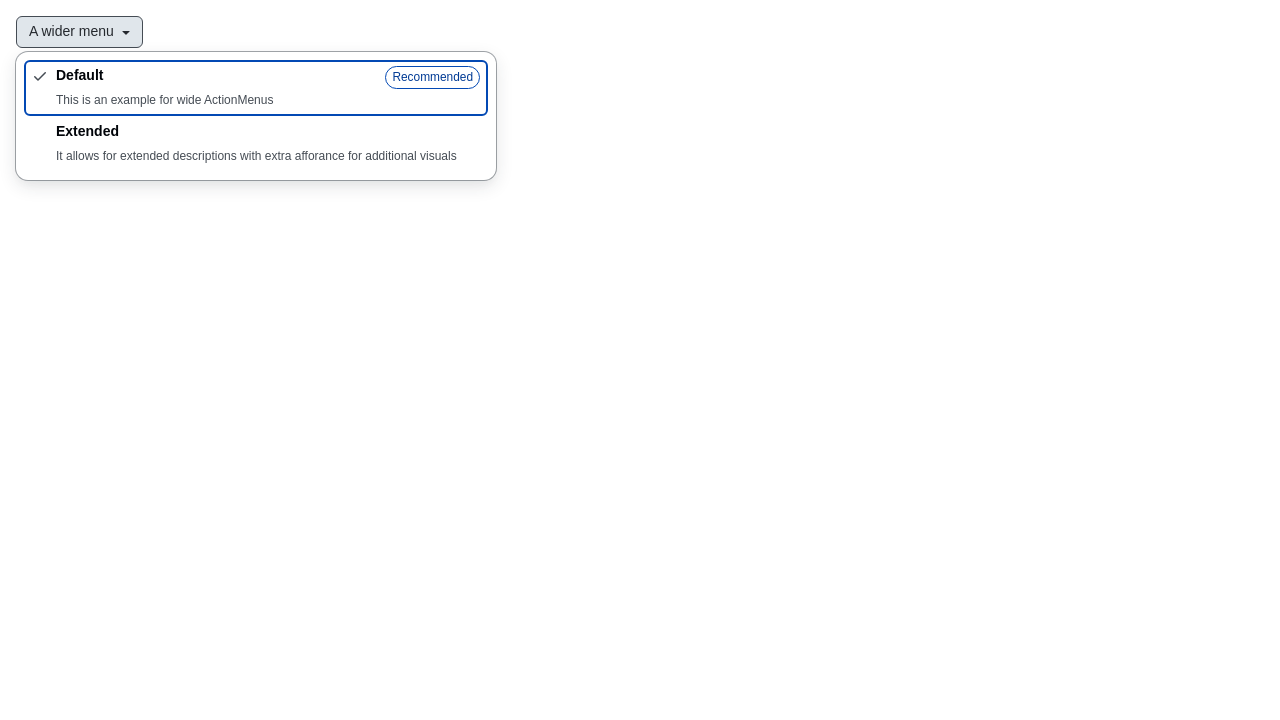 A wider menu
Default
Recommended
This is an example for wide ActionMenus
Extended
It allows for extended descriptions with extra afforance for additional visuals